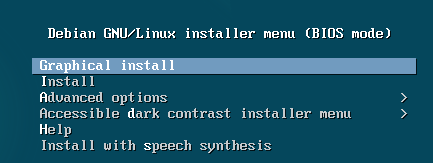 Debian GNU/Linux installer menu (BIOS mode)
Graphical install
Install
Advanced options >
Accessible dark contrast installer menu >
Help
Install with speech synthesis